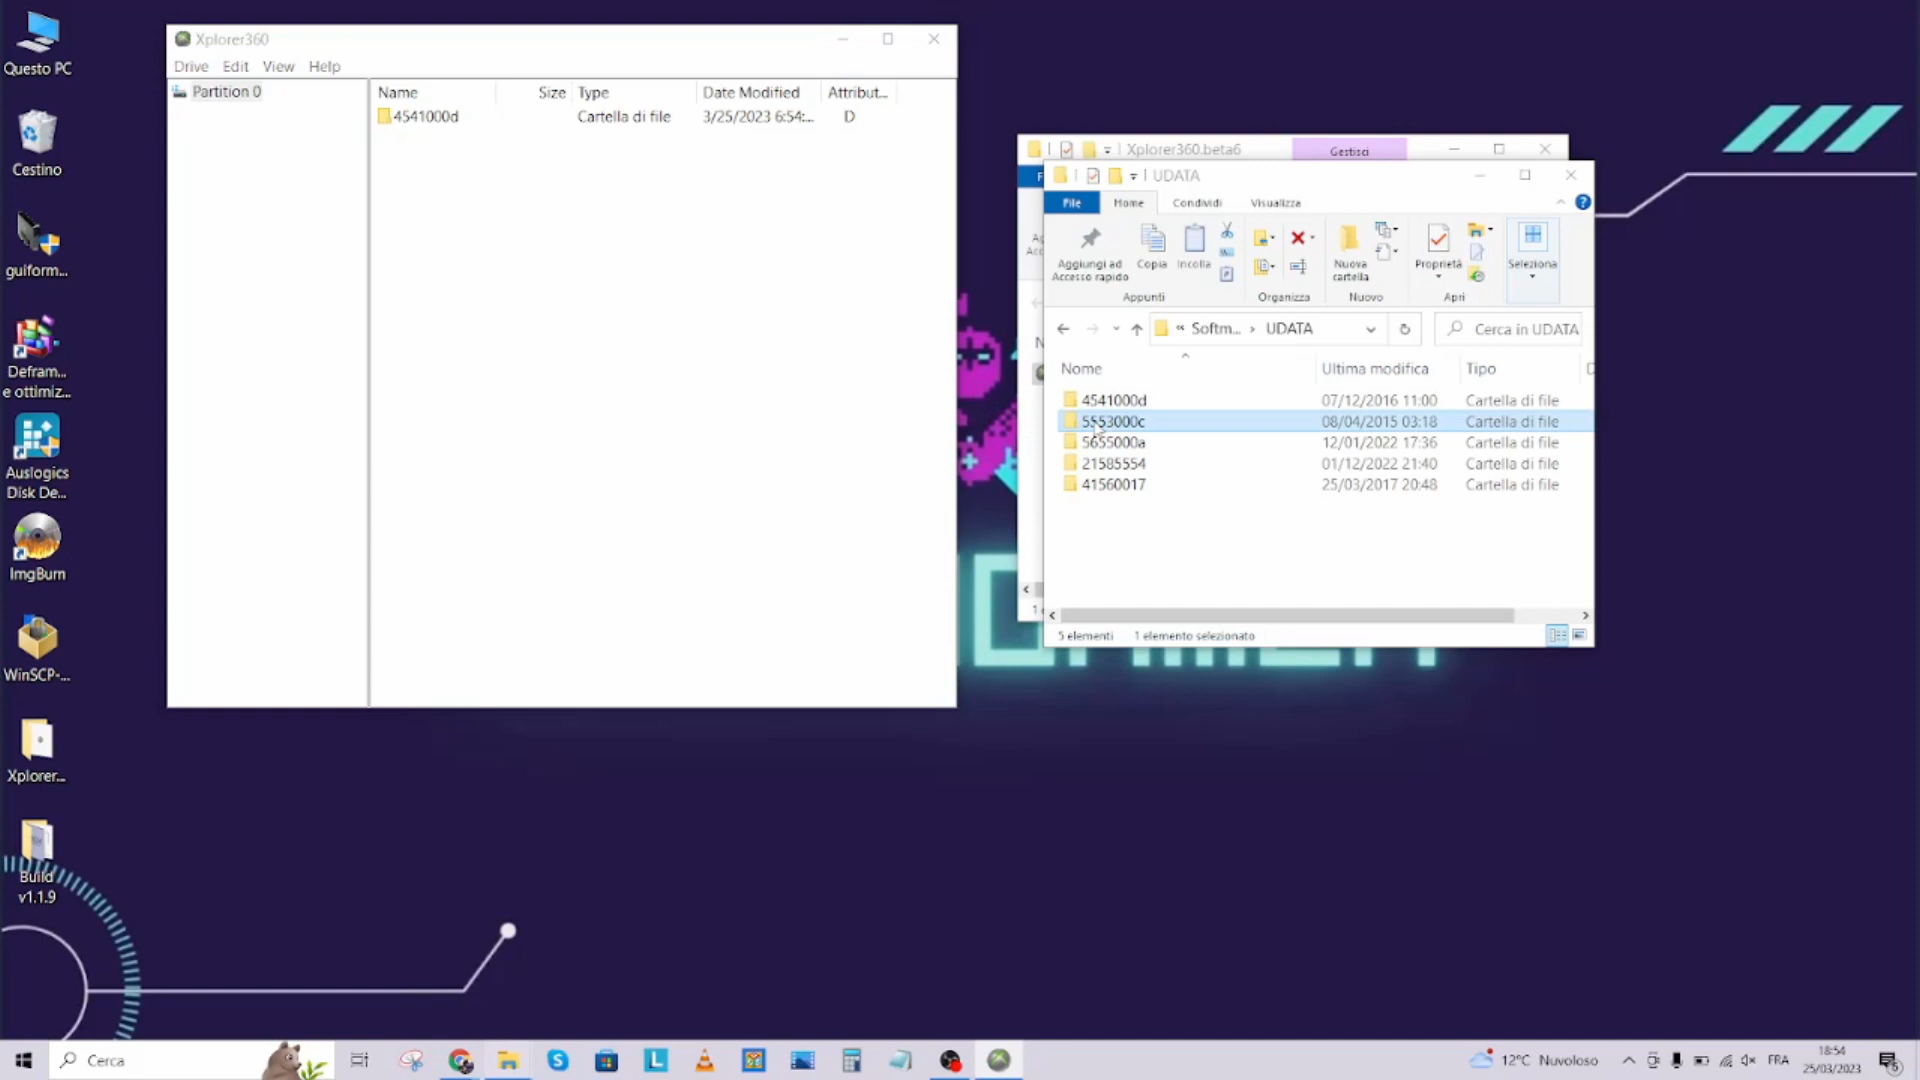 Questo PC
Cestino
guiform...
Defram...
e ottimiz...
Auslogics
Disk De...
ImgBurn
WinSCP-...
Xplorer...
Build
v1.1.9
Xplorer360
Drive Edit View Help
Partition 0
Name Size Type Date Modified Attribut...
4541000d Cartella di file 3/25/2023 6:54:... D
Xplorer360.beta6 Gestisci
UDATA
File Home Condividi Visualizza
Aggiungi ad
Accesso rapido
Copia
Incolla
Nuova
cartella
Proprietà
Seleziona
Appunti Organizza Nuovo Apri
« Softm... › UDATA Cerca in UDATA
Nome Ultima modifica Tipo
4541000d 07/12/2016 11:00 Cartella di file
5553000c 08/04/2015 03:18 Cartella di file
5655000a 12/01/2022 17:36 Cartella di file
21585554 01/12/2022 21:40 Cartella di file
41560017 25/03/2017 20:48 Cartella di file
5 elementi 1 elemento selezionato
Cerca
12°C Nuvoloso
FRA
18:54
25/03/2023